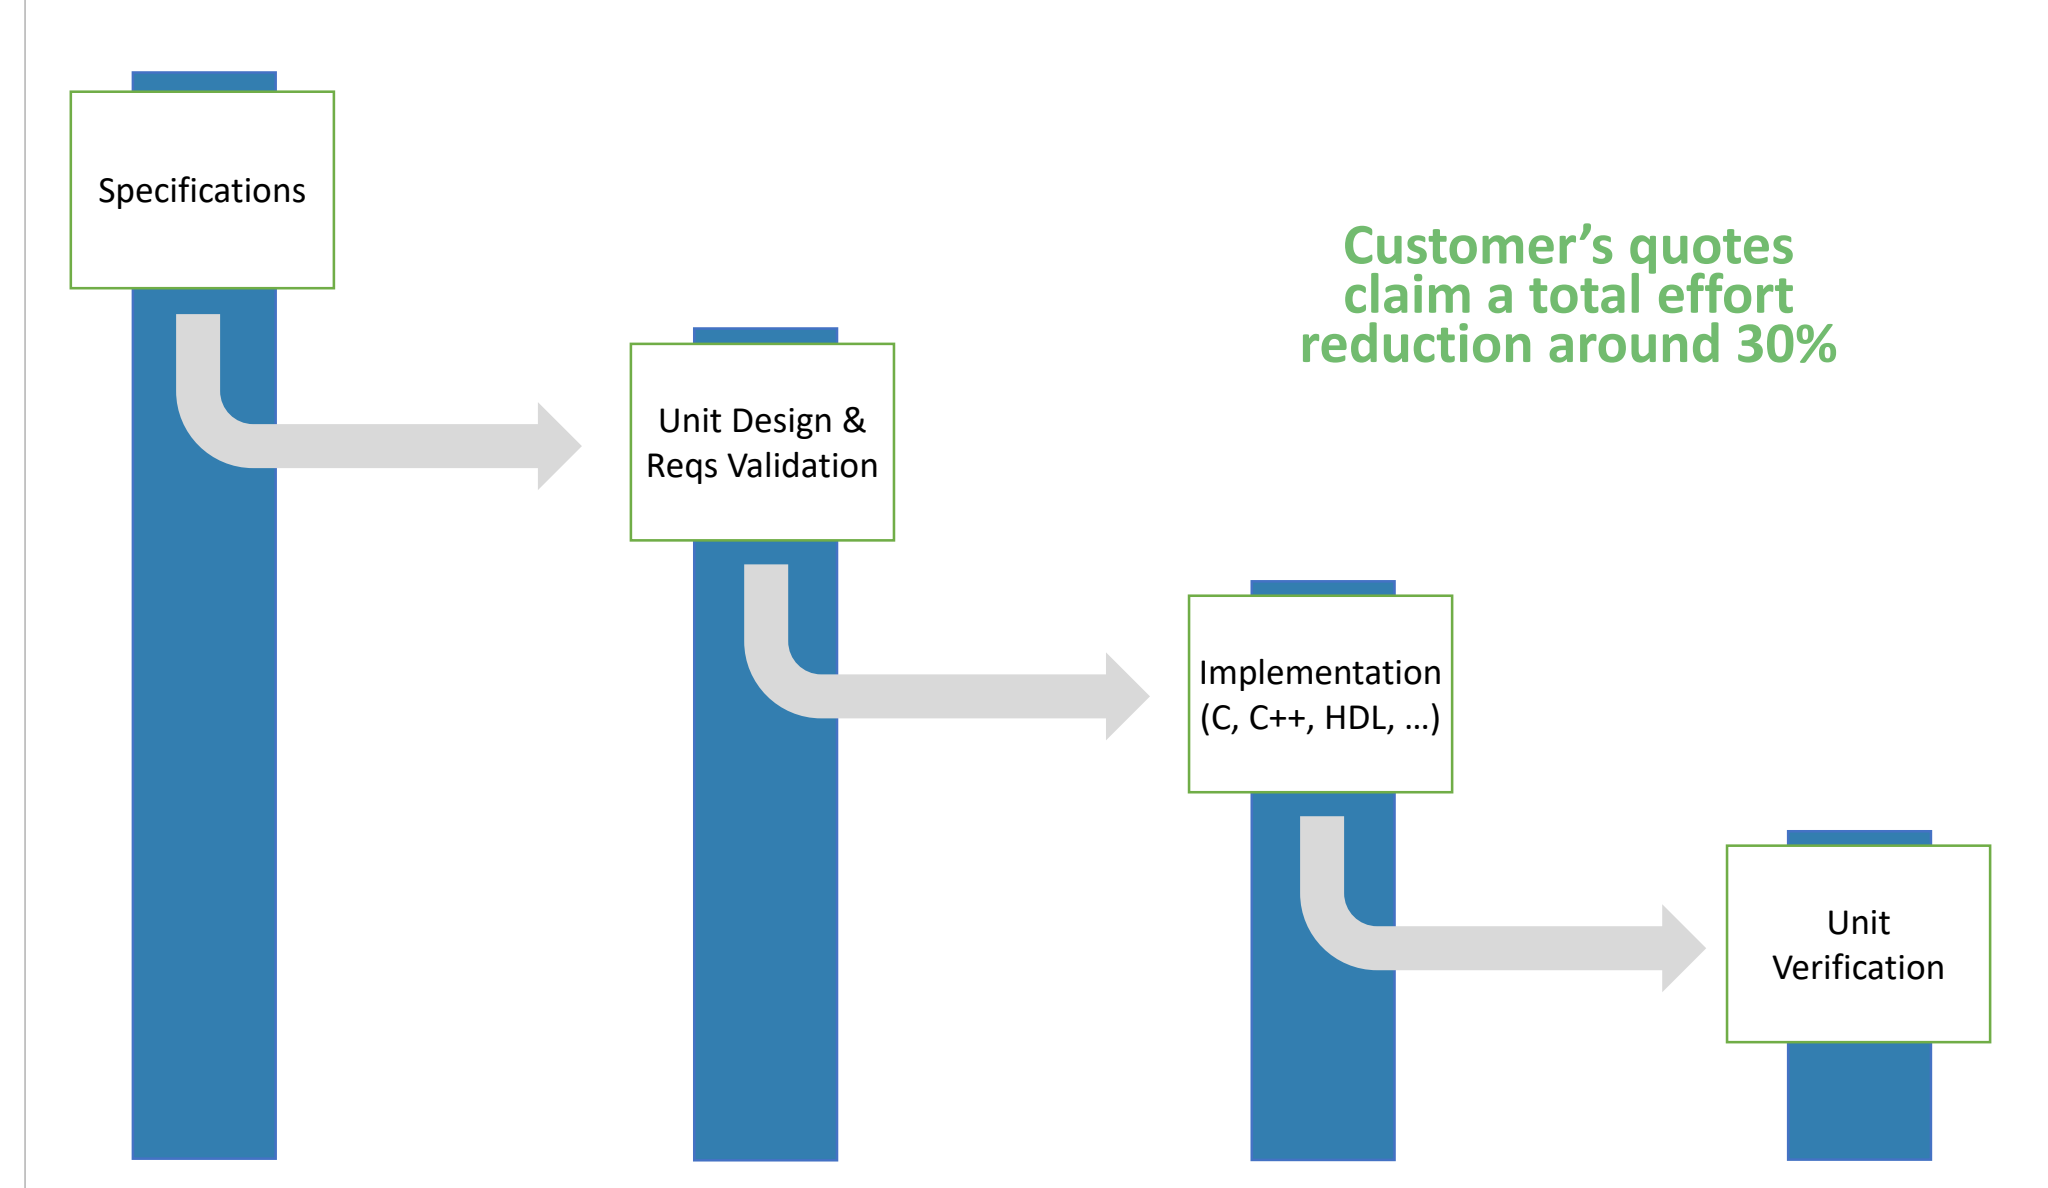 Specifications
Customer’s quotes
claim a total effort
reduction around 30%
Unit Design &
Reqs Validation
Implementation
(C, C++, HDL, …)
Unit
Verification